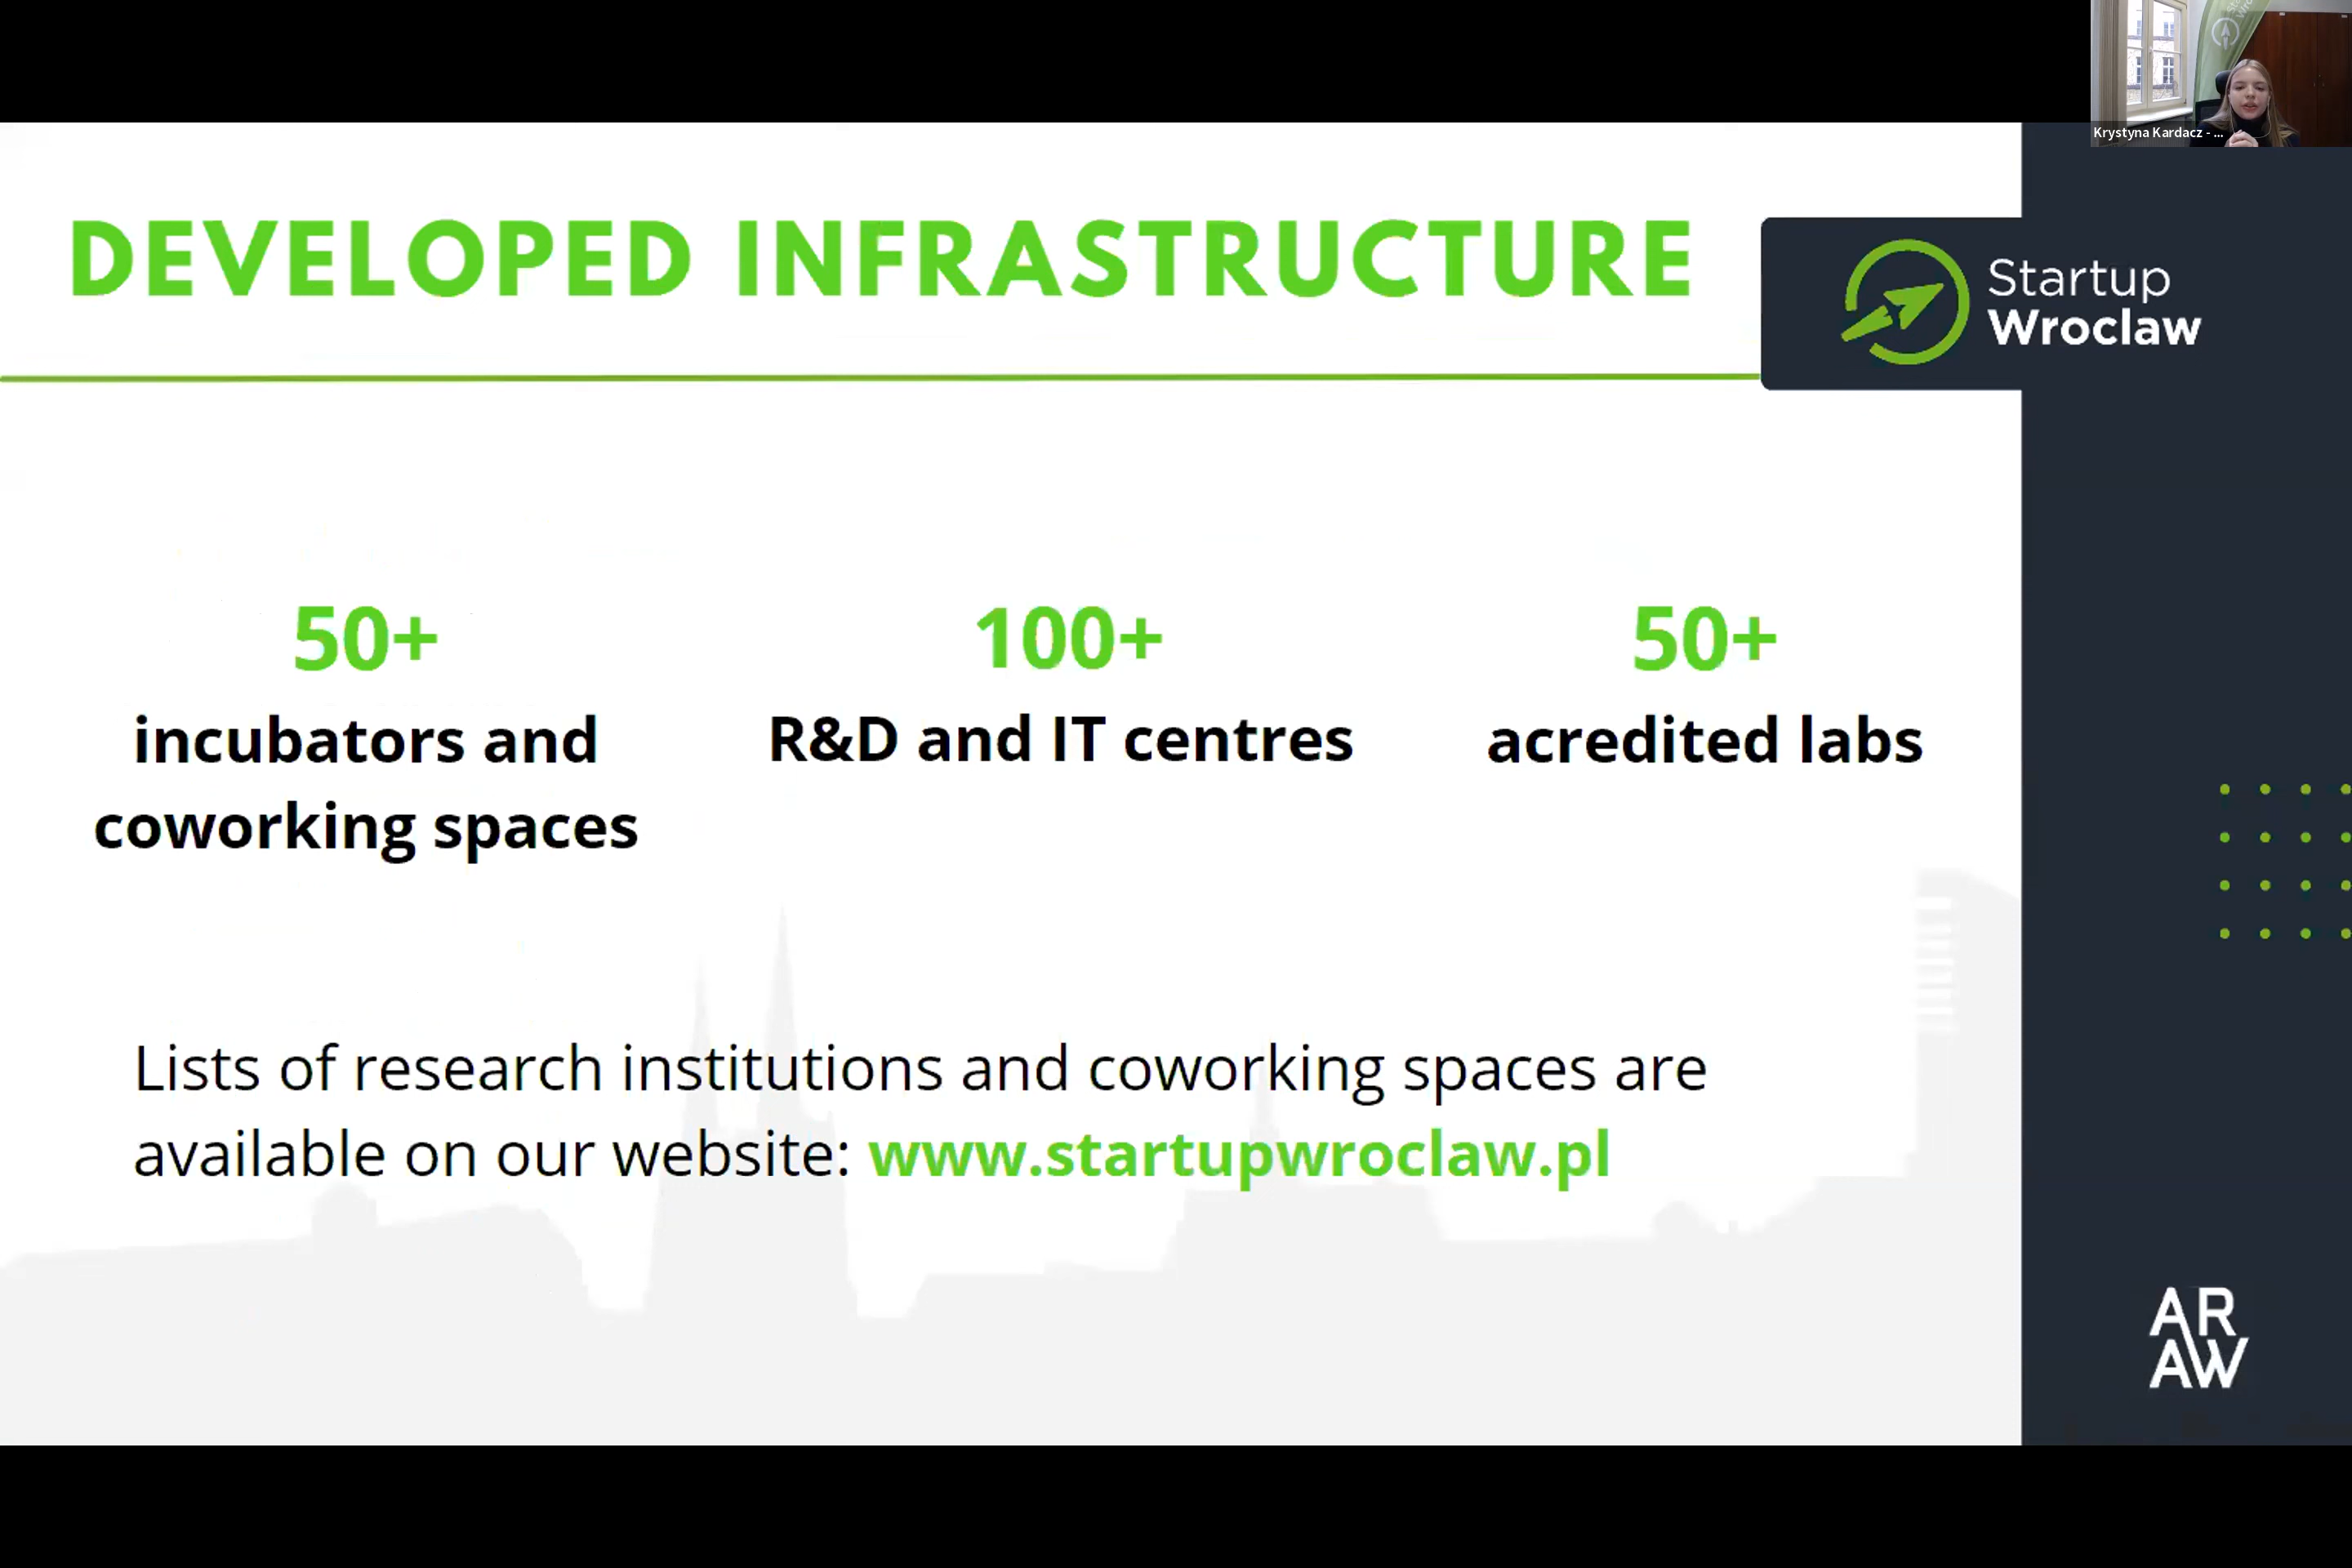 Krystyna Kardacz - ...
DEVELOPED INFRASTRUCTURE
Startup
Wroclaw
50+
incubators and
coworking spaces
100+
R&D and IT centres
50+
acredited labs
Lists of research institutions and coworking spaces are
available on our website: www.startupwroclaw.pl
AR
AW